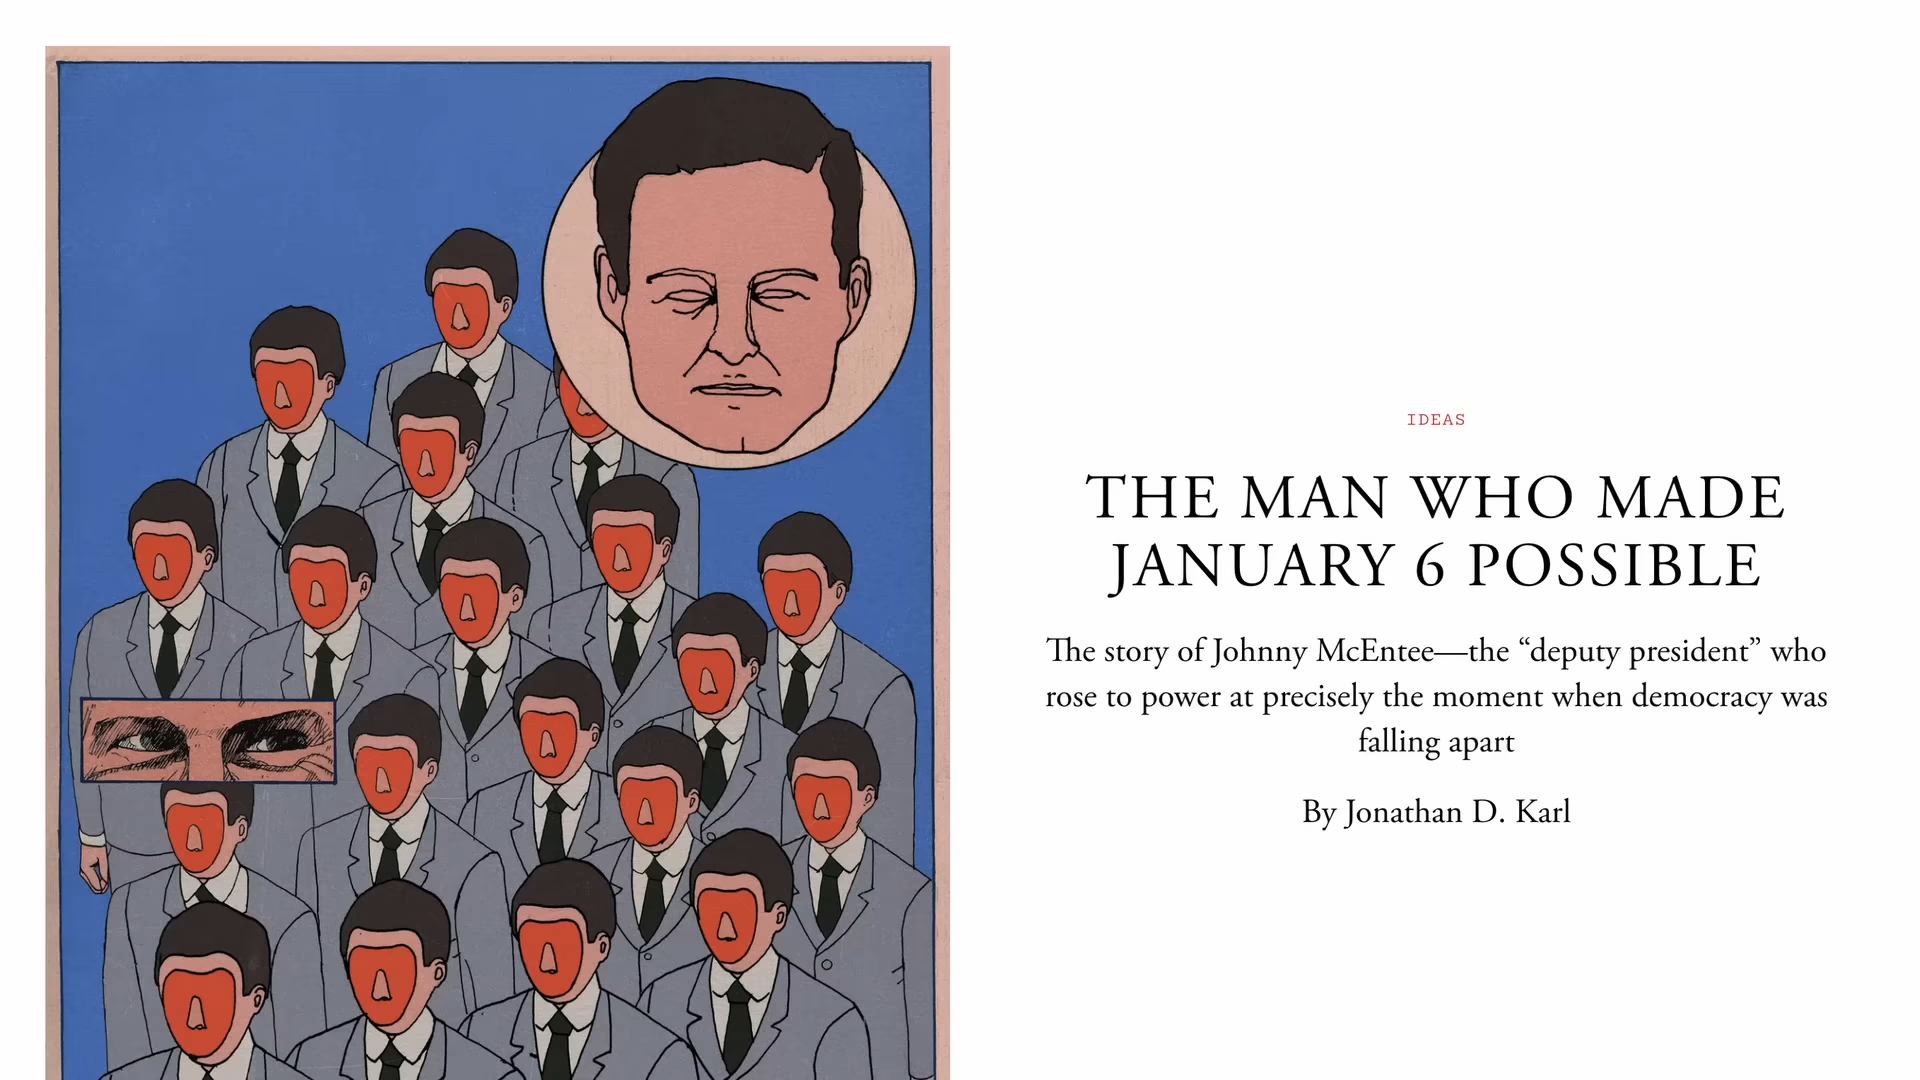 IDEAS
THE MAN WHO MADE
JANUARY 6 POSSIBLE
The story of Johnny McEntee—the “deputy president” who
rose to power at precisely the moment when democracy was
falling apart
By Jonathan D. Karl